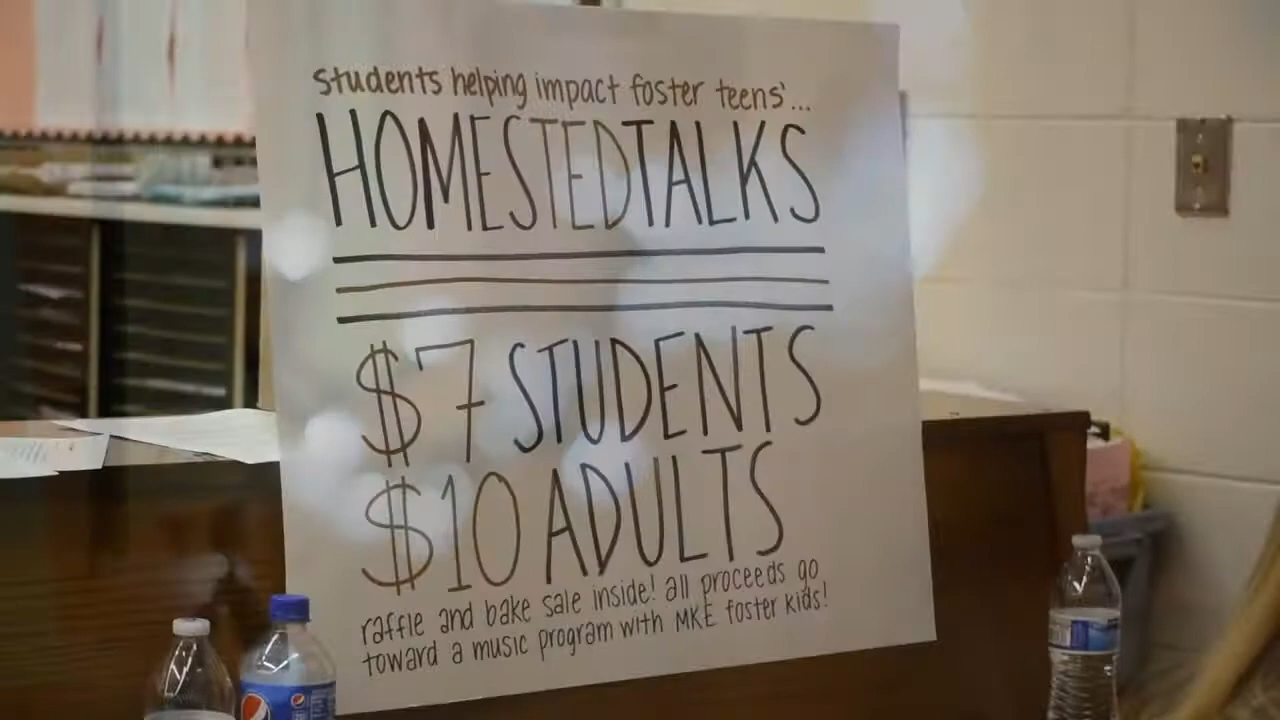 students helping impact foster teens'...
HOMESTEDTALKS
$7 STUDENTS
$10 ADULTS
raffle and bake sale inside! all proceeds go
toward a music program with MKE foster kids!